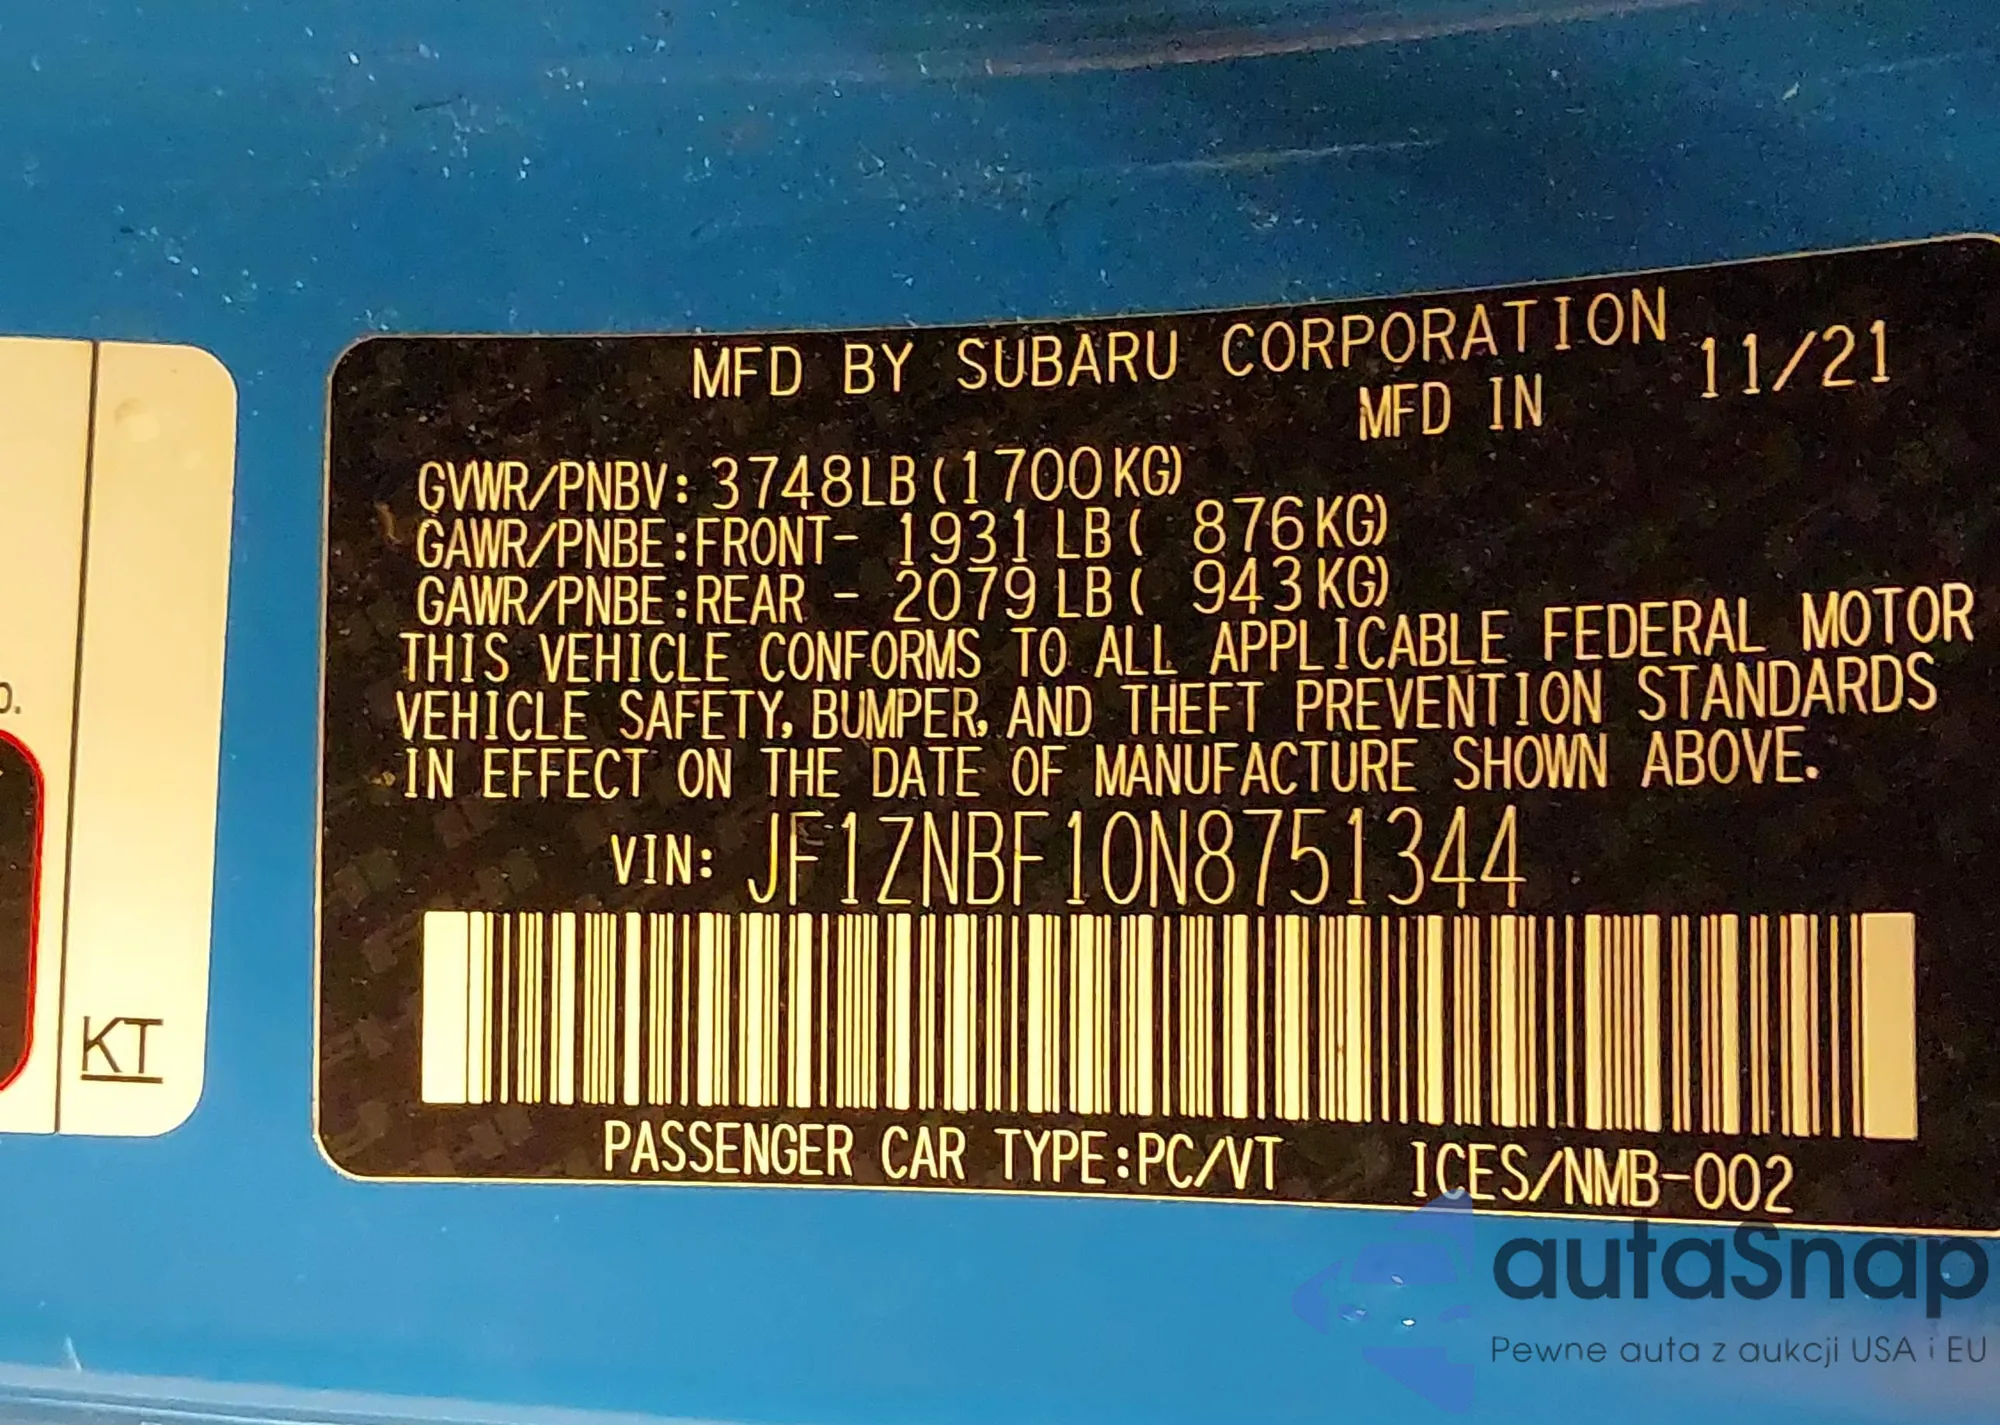 MFD BY SUBARU CORPORATION
MFD IN 11/21
GVWR/PNBV: 3748LB(1700KG)
GAWR/PNBE:FRONT- 1931LB( 876KG)
GAWR/PNBE:REAR - 2079LB( 943KG)
THIS VEHICLE CONFORMS TO ALL APPLICABLE FEDERAL MOTOR
VEHICLE SAFETY, BUMPER, AND THEFT PREVENTION STANDARDS
IN EFFECT ON THE DATE OF MANUFACTURE SHOWN ABOVE.
VIN: JF1ZNBF10N8751344
PASSENGER CAR TYPE:PC/VT ICES/NMB-002
KT
autaSnap
Pewne auta z aukcji USA i EU